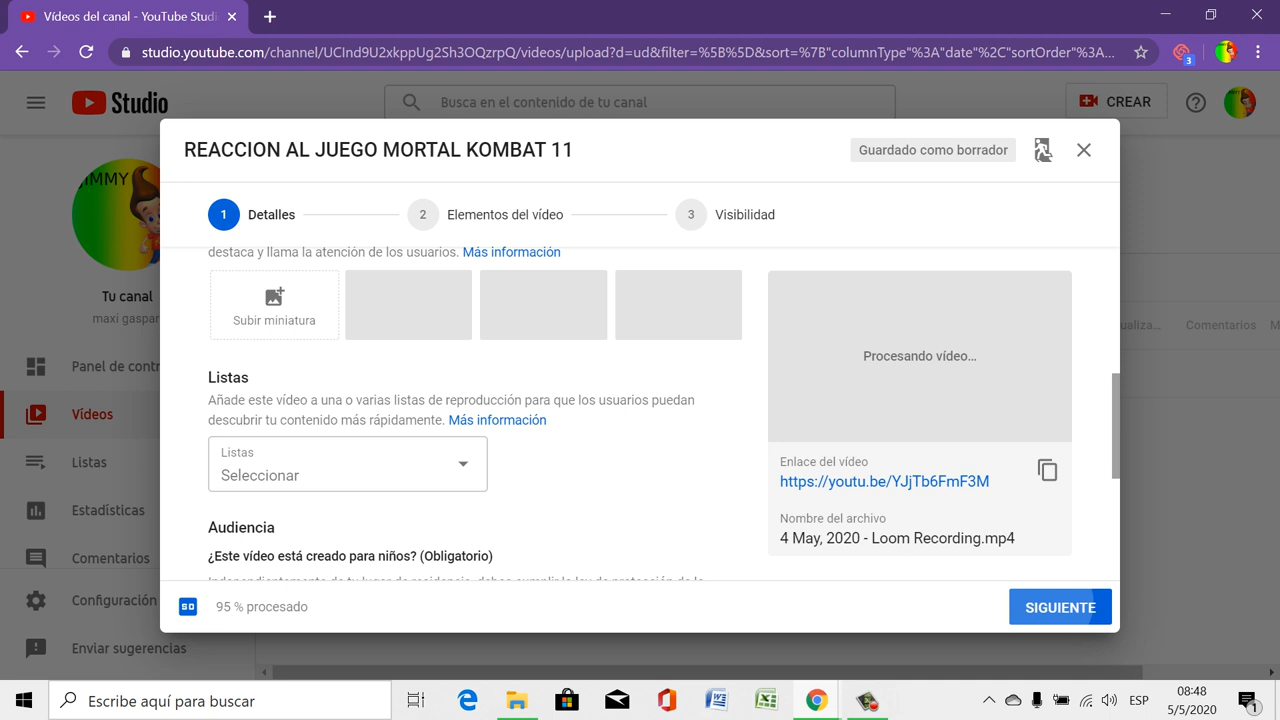 Vídeos del canal - YouTube Studio
studio.youtube.com/channel/UCInd9U2xkppUg2Sh3OQzrpQ/videos/upload?d=ud&filter=%5B%5D&sort=%7B"columnType"%3A"date"%2C"sortOrder"%3A...
3
Studio
Busca en el contenido de tu canal
CREAR
REACCION AL JUEGO MORTAL KOMBAT 11
Guardado como borrador
1 Detalles
2 Elementos del vídeo
3 Visibilidad
JIMMY
Tu canal
maxi gaspar
Panel de contr
Vídeos
Listas
Estadísticas
Comentarios
Configuración
Enviar sugerencias
destaca y llama la atención de los usuarios. Más información
Subir miniatura
Listas
Añade este vídeo a una o varias listas de reproducción para que los usuarios puedan
descubrir tu contenido más rápidamente. Más información
Listas
Seleccionar
Audiencia
¿Este vídeo está creado para niños? (Obligatorio)
Procesando vídeo...
Enlace del vídeo
https://youtu.be/YJjTb6FmF3M
Nombre del archivo
4 May, 2020 - Loom Recording.mp4
ualiza...
Comentarios
SD
95 % procesado
SIGUIENTE
Escribe aquí para buscar
ESP
08:48
5/5/2020
1